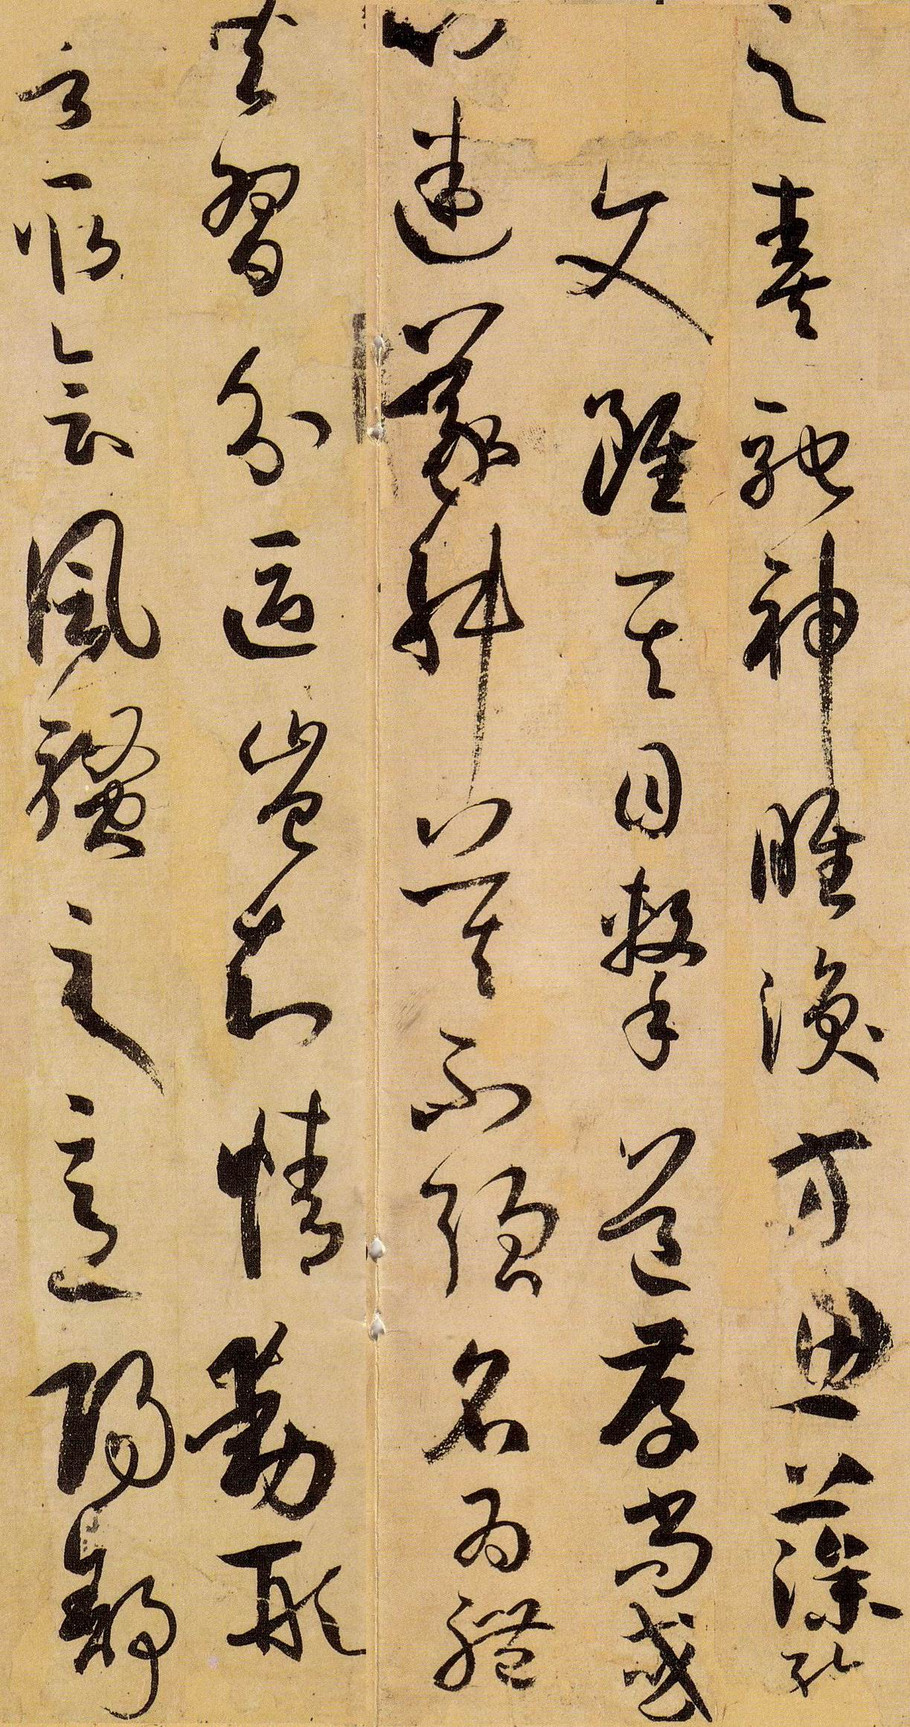 之奏馳神睢渙方思藻
文雖其目擊道存尚或
心迷義舛莫不強名為體
共習分區豈知情動形
言取會風騷之意陽舒